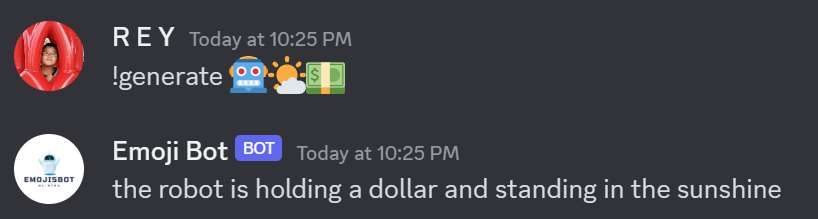 R E Y Today at 10:25 PM
!generate 🤖🌤️💵
Emoji Bot BOT Today at 10:25 PM
EMOJISBOT
the robot is holding a dollar and standing in the sunshine